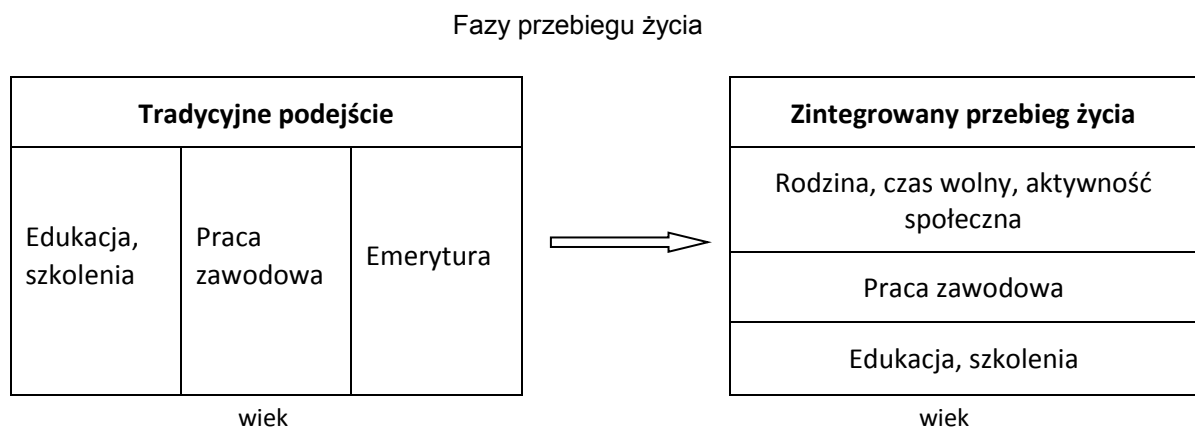 Fazy przebiegu życia
Tradycyjne podejście
Edukacja,
szkolenia
Praca
zawodowa
Emerytura
wiek
Zintegrowany przebieg życia
Rodzina, czas wolny, aktywność
społeczna
Praca zawodowa
Edukacja, szkolenia
wiek